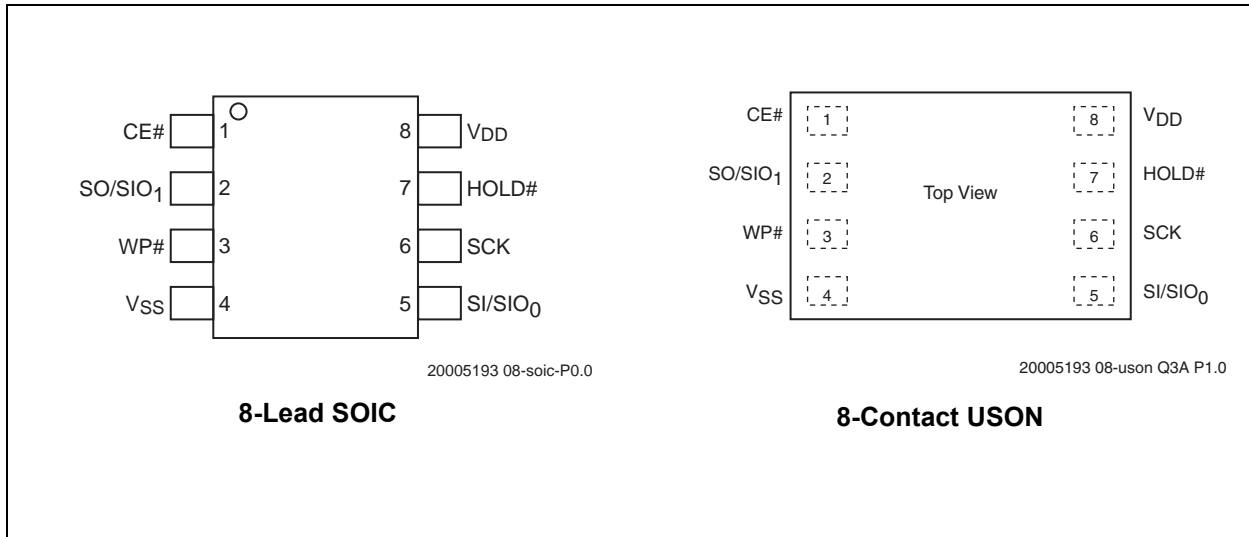 CE# 1 8 VDD
SO/SIO1 2 7 HOLD#
WP# 3 6 SCK
VSS 4 5 SI/SIO0
20005193 08-soic-P0.0
8-Lead SOIC
CE# 1 8 VDD
SO/SIO1 2 Top View 7 HOLD#
WP# 3 6 SCK
VSS 4 5 SI/SIO0
20005193 08-uson Q3A P1.0
8-Contact USON